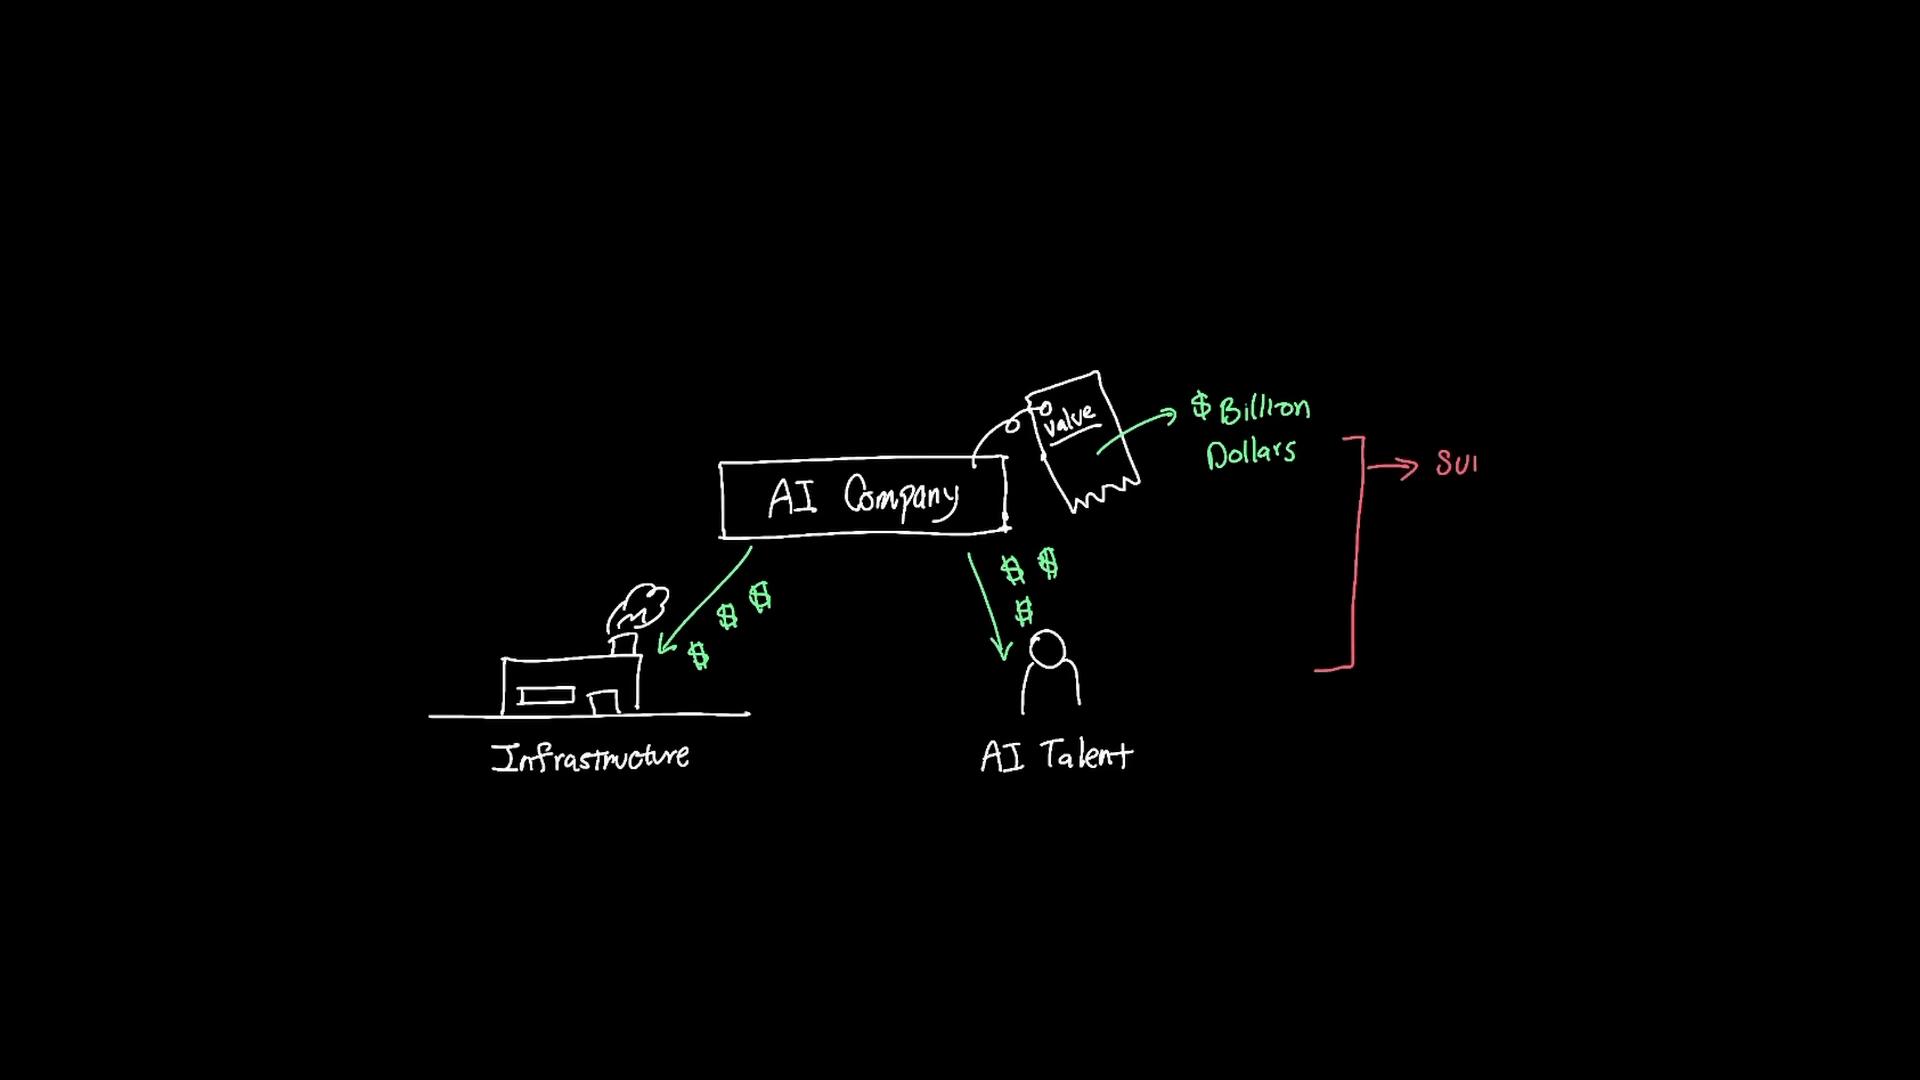 Value
$ Billion
Dollars
AI Company
SUI
$ $
$
$
$
$
Infrastructure
AI Talent